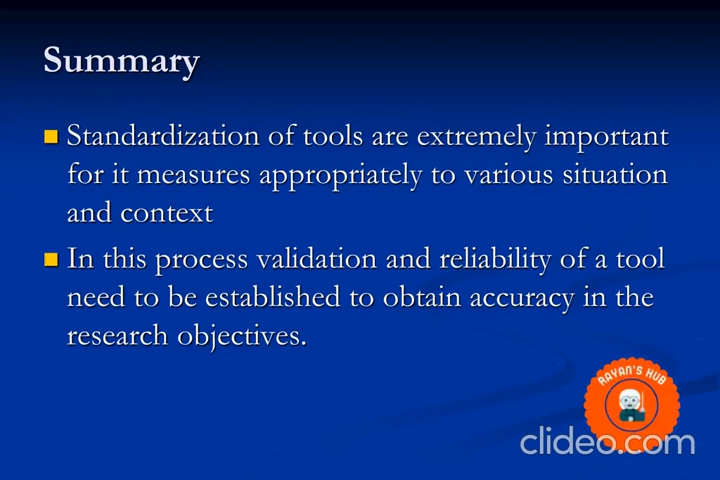 Summary
Standardization of tools are extremely important
for it measures appropriately to various situation
and context
In this process validation and reliability of a tool
need to be established to obtain accuracy in the
research objectives.
RAYAN'S HUB
clideo.com